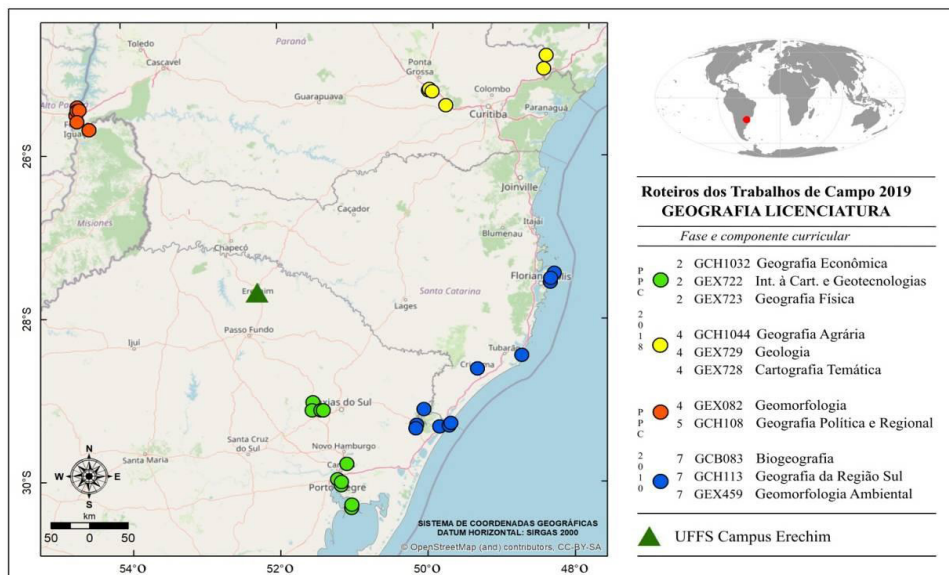 Toledo
Paraná
Cascavel
Ponta
Grossa
Guarapuava
Colombo
Paranaguá
Curitiba
Alto Paraná
Iguaçu
26°S
Joinville
Misiones
Caçador
Itajaí
Blumenau
Chapecó
Florianópolis
Erechim
Santa Catarina
Lages
28°S
Passo Fundo
Ijuí
Tubarão
Criciúma
Caxias do Sul
Santa Cruz
do Sul
Novo Hamburgo
Santa Maria
Canoas
Porto Alegre
30°S
N
W E
S
km
50 0 50
SISTEMA DE COORDENADAS GEOGRÁFICAS
DATUM HORIZONTAL: SIRGAS 2000
© OpenStreetMap (and) contributors, CC-BY-SA
54°O 52°O 50°O 48°O
Roteiros dos Trabalhos de Campo 2019
GEOGRAFIA LICENCIATURA
Fase e componente curricular
PPC 2018
2 GCH1032 Geografia Econômica
2 GEX722 Int. à Cart. e Geotecnologias
2 GEX723 Geografia Física
4 GCH1044 Geografia Agrária
4 GEX729 Geologia
4 GEX728 Cartografia Temática
PPC 2010
4 GEX082 Geomorfologia
5 GCH108 Geografia Política e Regional
7 GCB083 Biogeografia
7 GCH113 Geografia da Região Sul
7 GEX459 Geomorfologia Ambiental
UFFS Campus Erechim